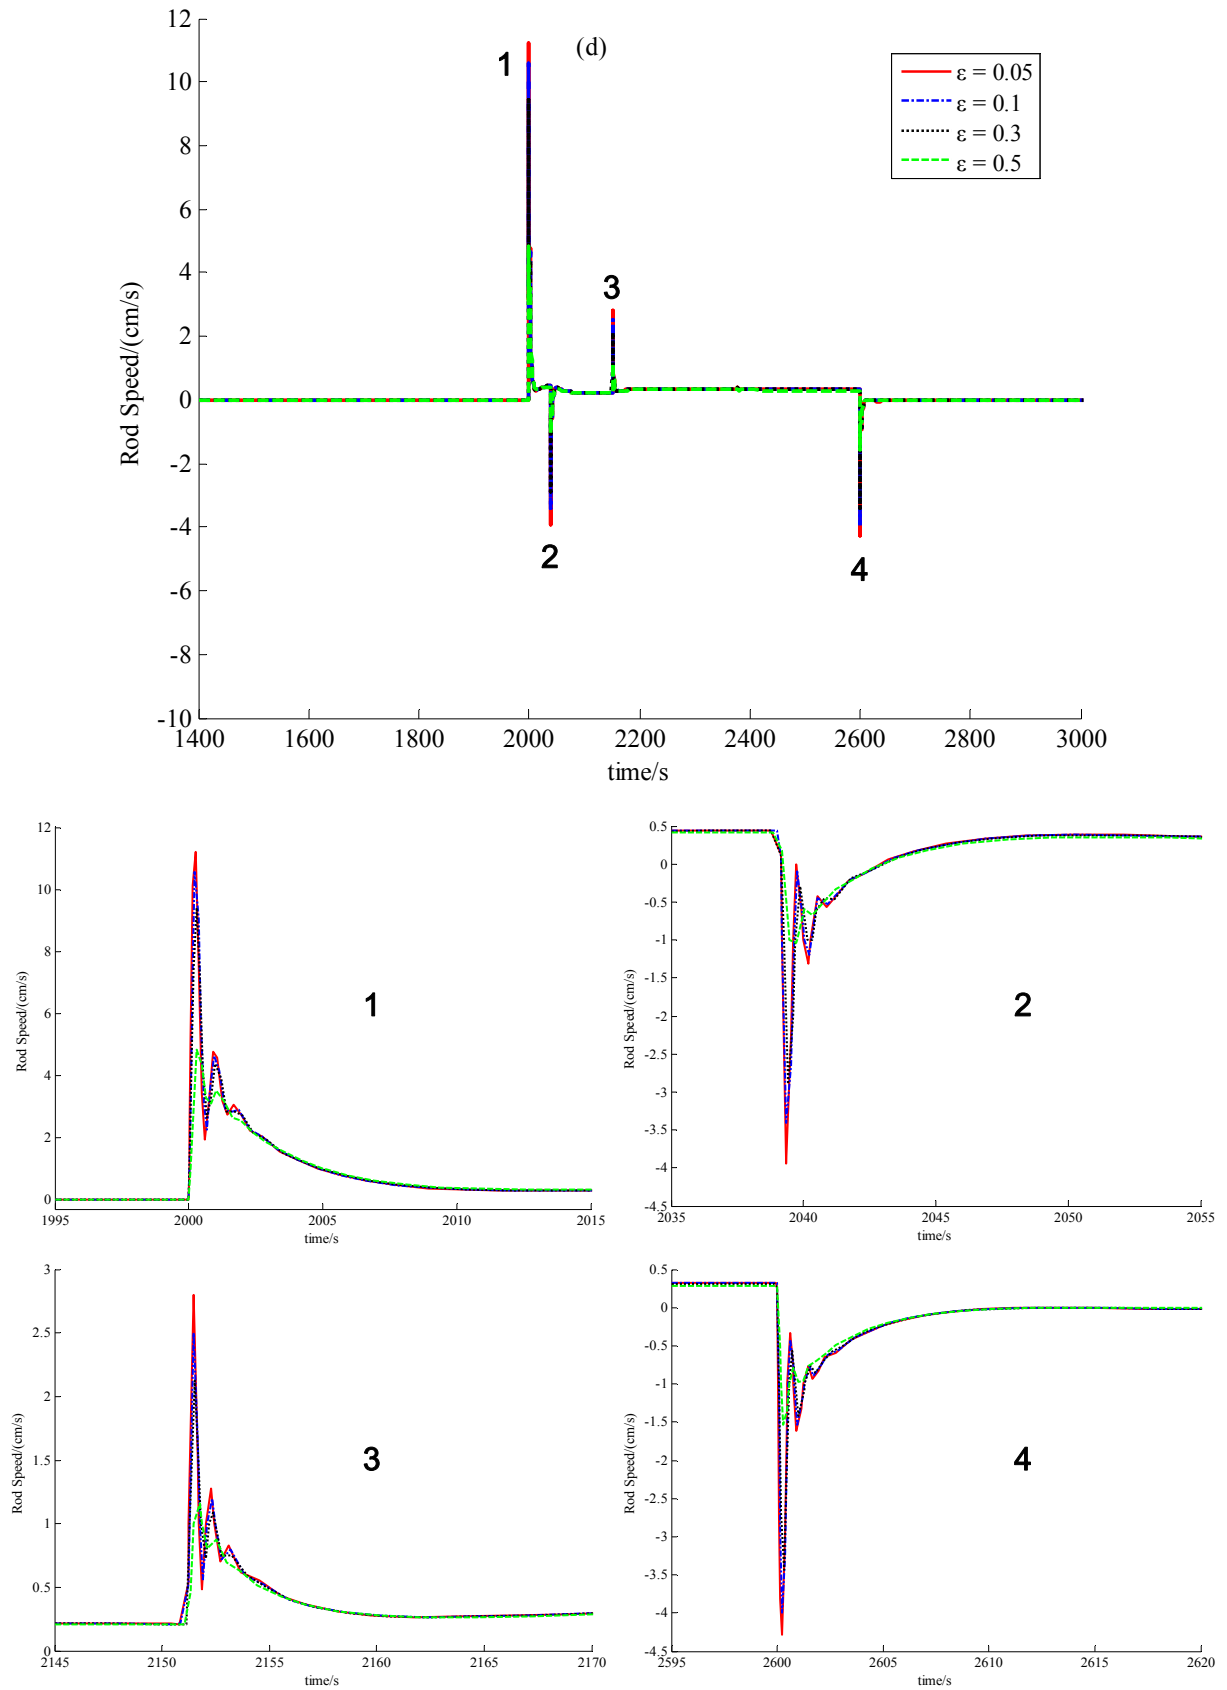 (d)
1
2
3
4
ε = 0.05
ε = 0.1
ε = 0.3
ε = 0.5
12
10
8
6
4
2
0
-2
-4
-6
-8
-10
Rod Speed/(cm/s)
1400 1600 1800 2000 2200 2400 2600 2800 3000
time/s
12
10
8
6
4
2
0
Rod Speed/(cm/s)
1
1995 2000 2005 2010 2015
time/s
0.5
0
-0.5
-1
-1.5
-2
-2.5
-3
-3.5
-4
-4.5
Rod Speed/(cm/s)
2
2035 2040 2045 2050 2055
time/s
3
2.5
2
1.5
1
0.5
0
Rod Speed/(cm/s)
3
2145 2150 2155 2160 2165 2170
time/s
0.5
0
-0.5
-1
-1.5
-2
-2.5
-3
-3.5
-4
-4.5
Rod Speed/(cm/s)
4
2595 2600 2605 2610 2615 2620
time/s